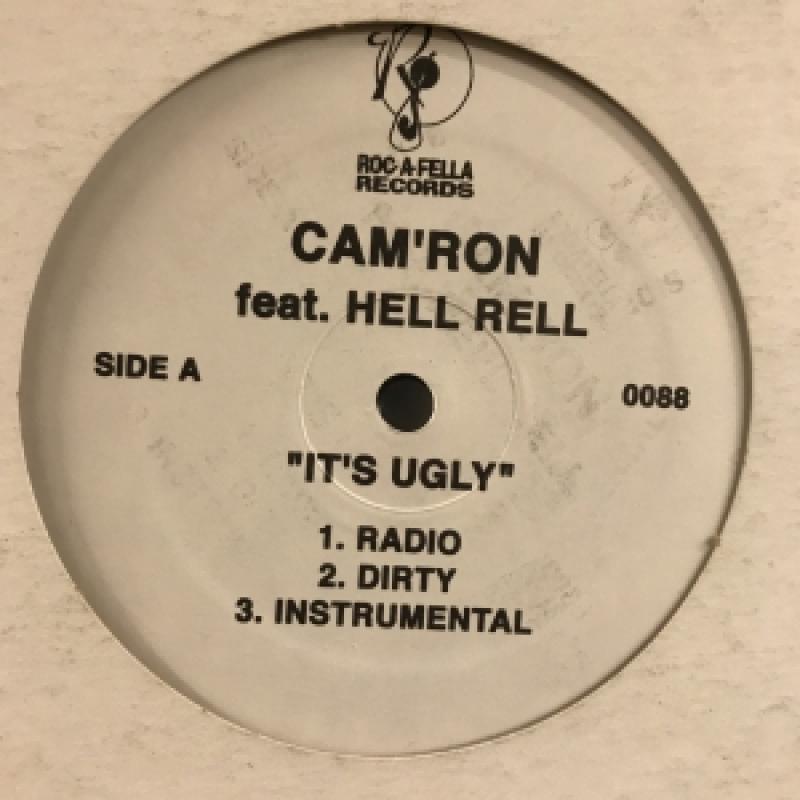 ROC-A-FELLA
RECORDS
CAM'RON
feat. HELL RELL
SIDE A
0088
"IT'S UGLY"
1. RADIO
2. DIRTY
3. INSTRUMENTAL